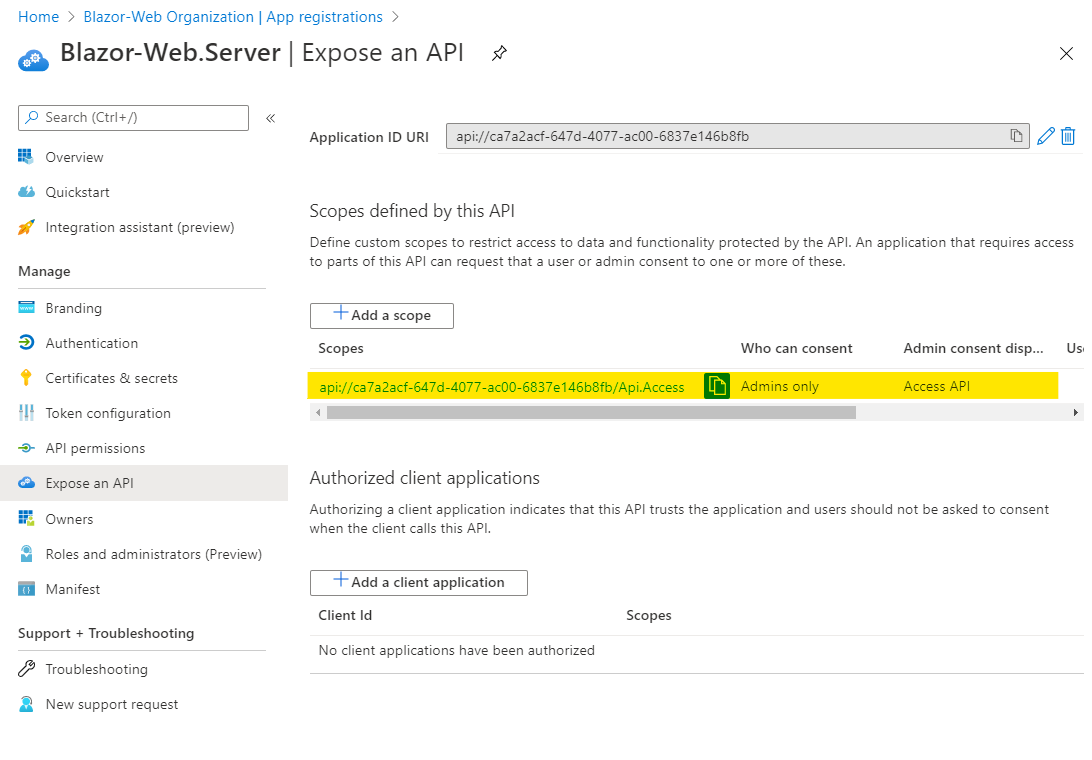 Home > Blazor-Web Organization | App registrations >
Blazor-Web.Server | Expose an API
Search (Ctrl+/)
«
Overview
Quickstart
Integration assistant (preview)
Manage
Branding
Authentication
Certificates & secrets
Token configuration
API permissions
Expose an API
Owners
Roles and administrators (Preview)
Manifest
Support + Troubleshooting
Troubleshooting
New support request
Application ID URI api://ca7a2acf-647d-4077-ac00-6837e146b8fb
Scopes defined by this API
Define custom scopes to restrict access to data and functionality protected by the API. An application that requires access
to parts of this API can request that a user or admin consent to one or more of these.
+ Add a scope
Scopes Who can consent Admin consent disp... Use
api://ca7a2acf-647d-4077-ac00-6837e146b8fb/Api.Access Admins only Access API
Authorized client applications
Authorizing a client application indicates that this API trusts the application and users should not be asked to consent
when the client calls this API.
+ Add a client application
Client Id Scopes
No client applications have been authorized